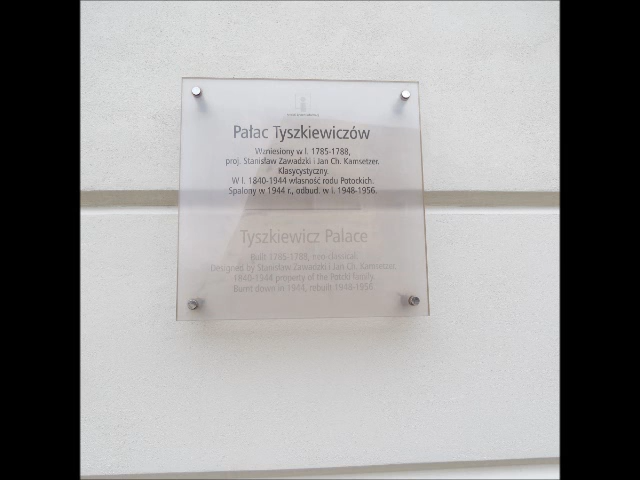 Pałac Tyszkiewiczów
Wzniesiony w l. 1785-1788,
proj. Stanisław Zawadzki i Jan Ch. Kamsetzer.
Klasycystyczny.
W l. 1840-1944 własność rodu Potockich.
Spalony w 1944 r., odbud. w l. 1948-1956.
Tyszkiewicz Palace
Built 1785-1788, neo-classical.
Designed by Stanisław Zawadzki and Jan Ch. Kamsetzer.
1840-1944 property of the Potcki family.
Burnt down in 1944, rebuilt 1948-1956